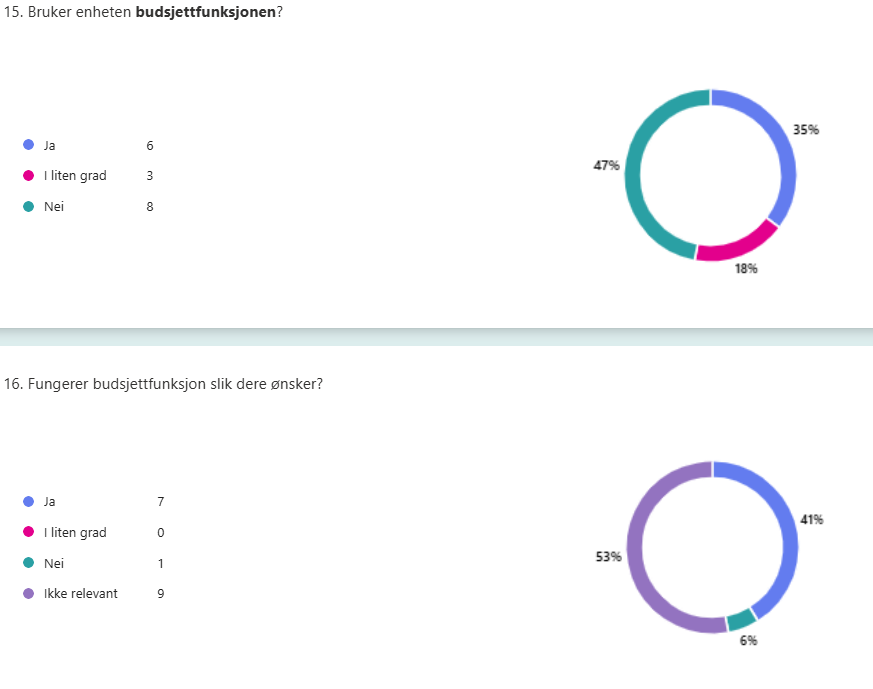 15. Bruker enheten budsjettfunksjonen?
Ja 6
I liten grad 3
Nei 8
35%
47%
18%
16. Fungerer budsjettfunksjon slik dere ønsker?
Ja 7
I liten grad 0
Nei 1
Ikke relevant 9
41%
53%
6%